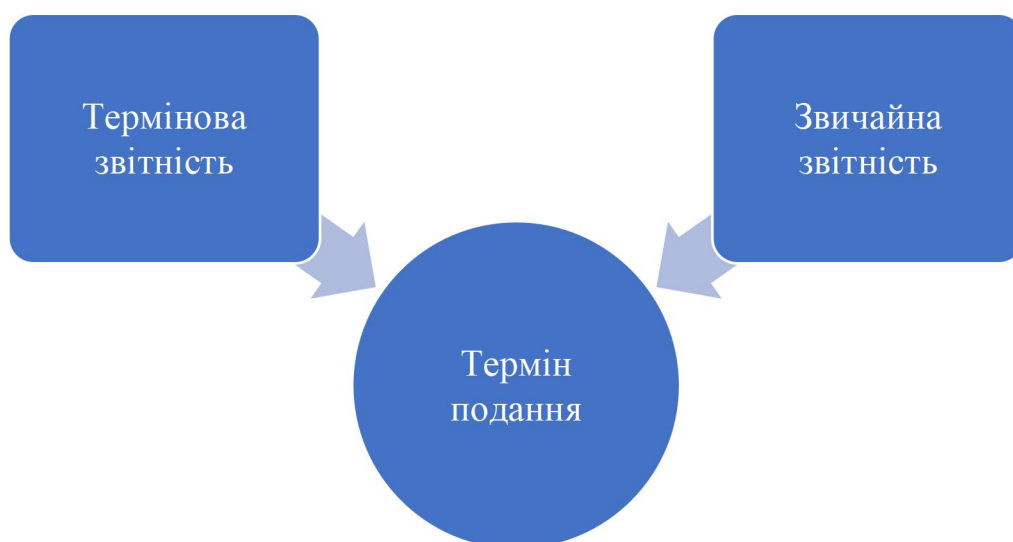 Термінова
звітність
Звичайна
звітність
Термін
подання